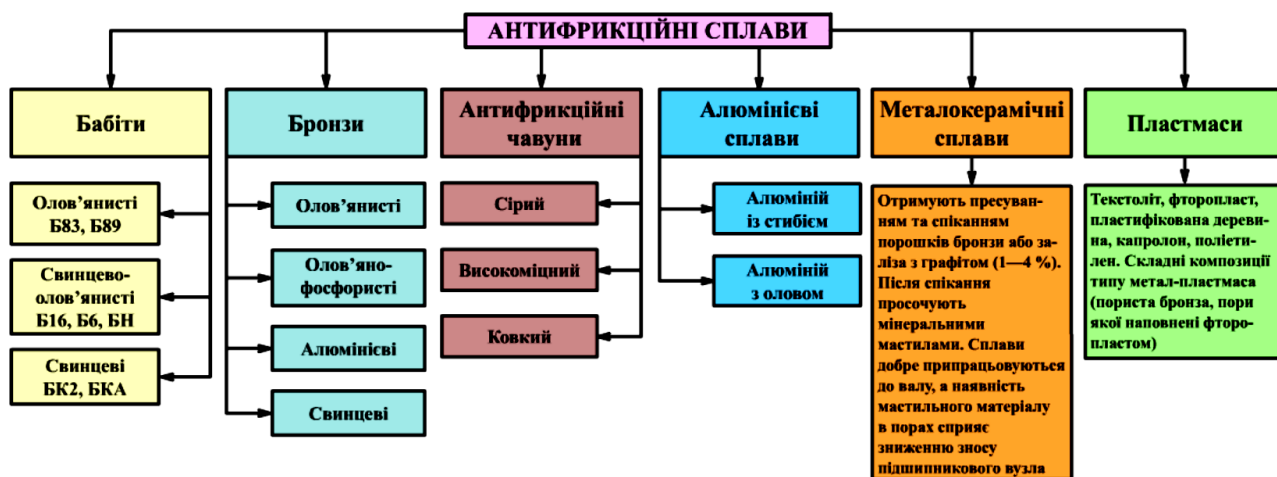 АНТИФРИКЦІЙНІ СПЛАВИ
Бабіти
Олов’янисті
Б83, Б89
Свинцево-
олов’янисті
Б16, Б6, БН
Свинцеві
БК2, БКА
Бронзи
Олов’янисті
Олов’яно-
фосфористі
Алюмінієві
Свинцеві
Антифрикційні
чавуни
Сірий
Високоміцний
Ковкий
Алюмінієві
сплави
Алюміній
із стибієм
Алюміній
з оловом
Металокерамічні
сплави
Отримують пресуван-
ням та спіканням
порошків бронзи або за-
ліза з графітом (1—4 %).
Після спікання
просочують
мінеральними
мастилами. Сплави
добре припрацьовуються
до валу, а наявність
мастильного матеріалу
в порах сприяє
зниженню зносу
підшипникового вузла
Пластмаси
Текстоліт, фторопласт,
пластифікована дереви-
на, капролон, поліети-
лен. Складні композиції
типу метал-пластмаса
(пориста бронза, пори
якої наповнені фторо-
пластом)